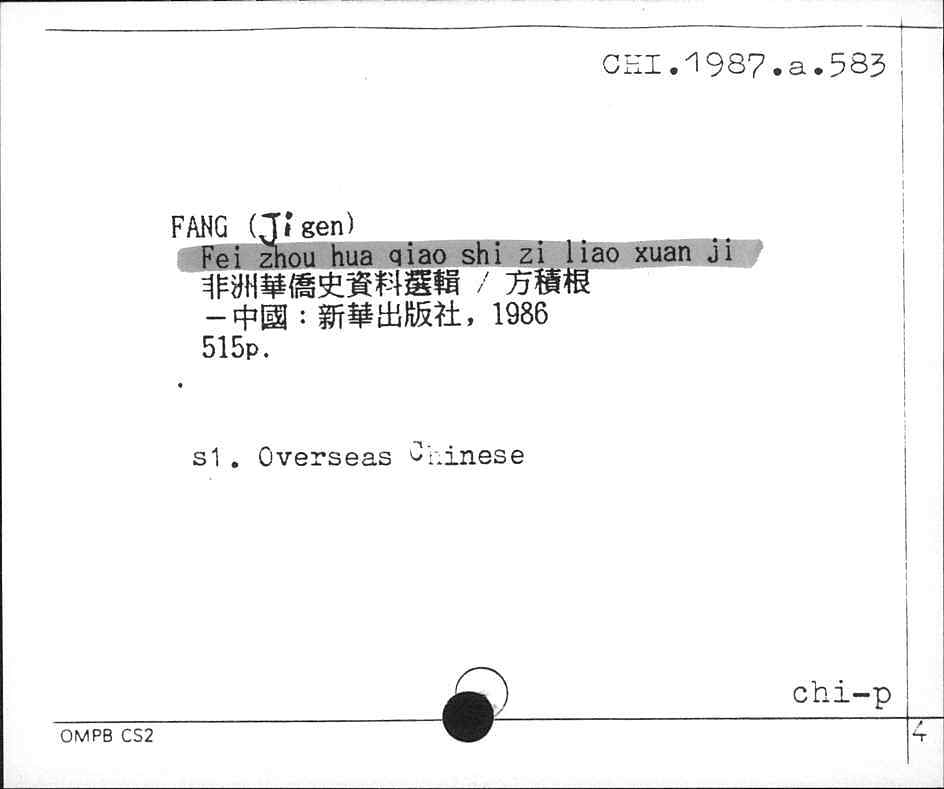 CHI.1987.a.583
FANG (Ji gen)
Fei zhou hua qiao shi zi liao xuan ji
非洲華僑史資料選輯 / 方積根
－中國：新華出版社，1986
515p.
.
s1. Overseas Chinese
chi-p
OMPB CS2
4